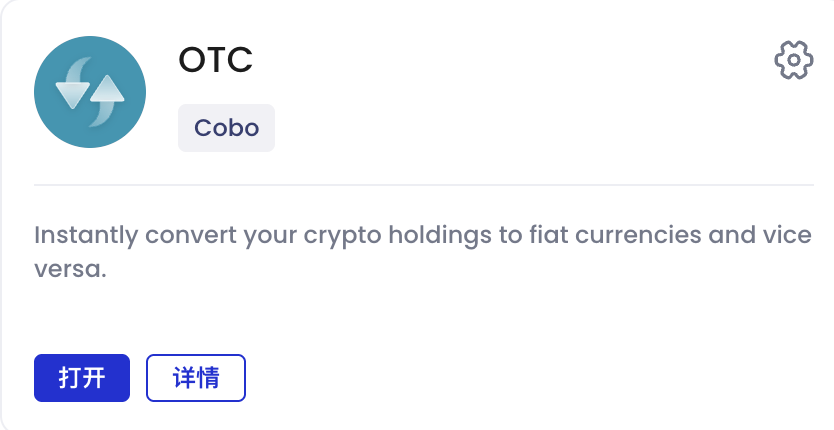 OTC
Cobo
Instantly convert your crypto holdings to fiat currencies and vice
versa.
打开
详情